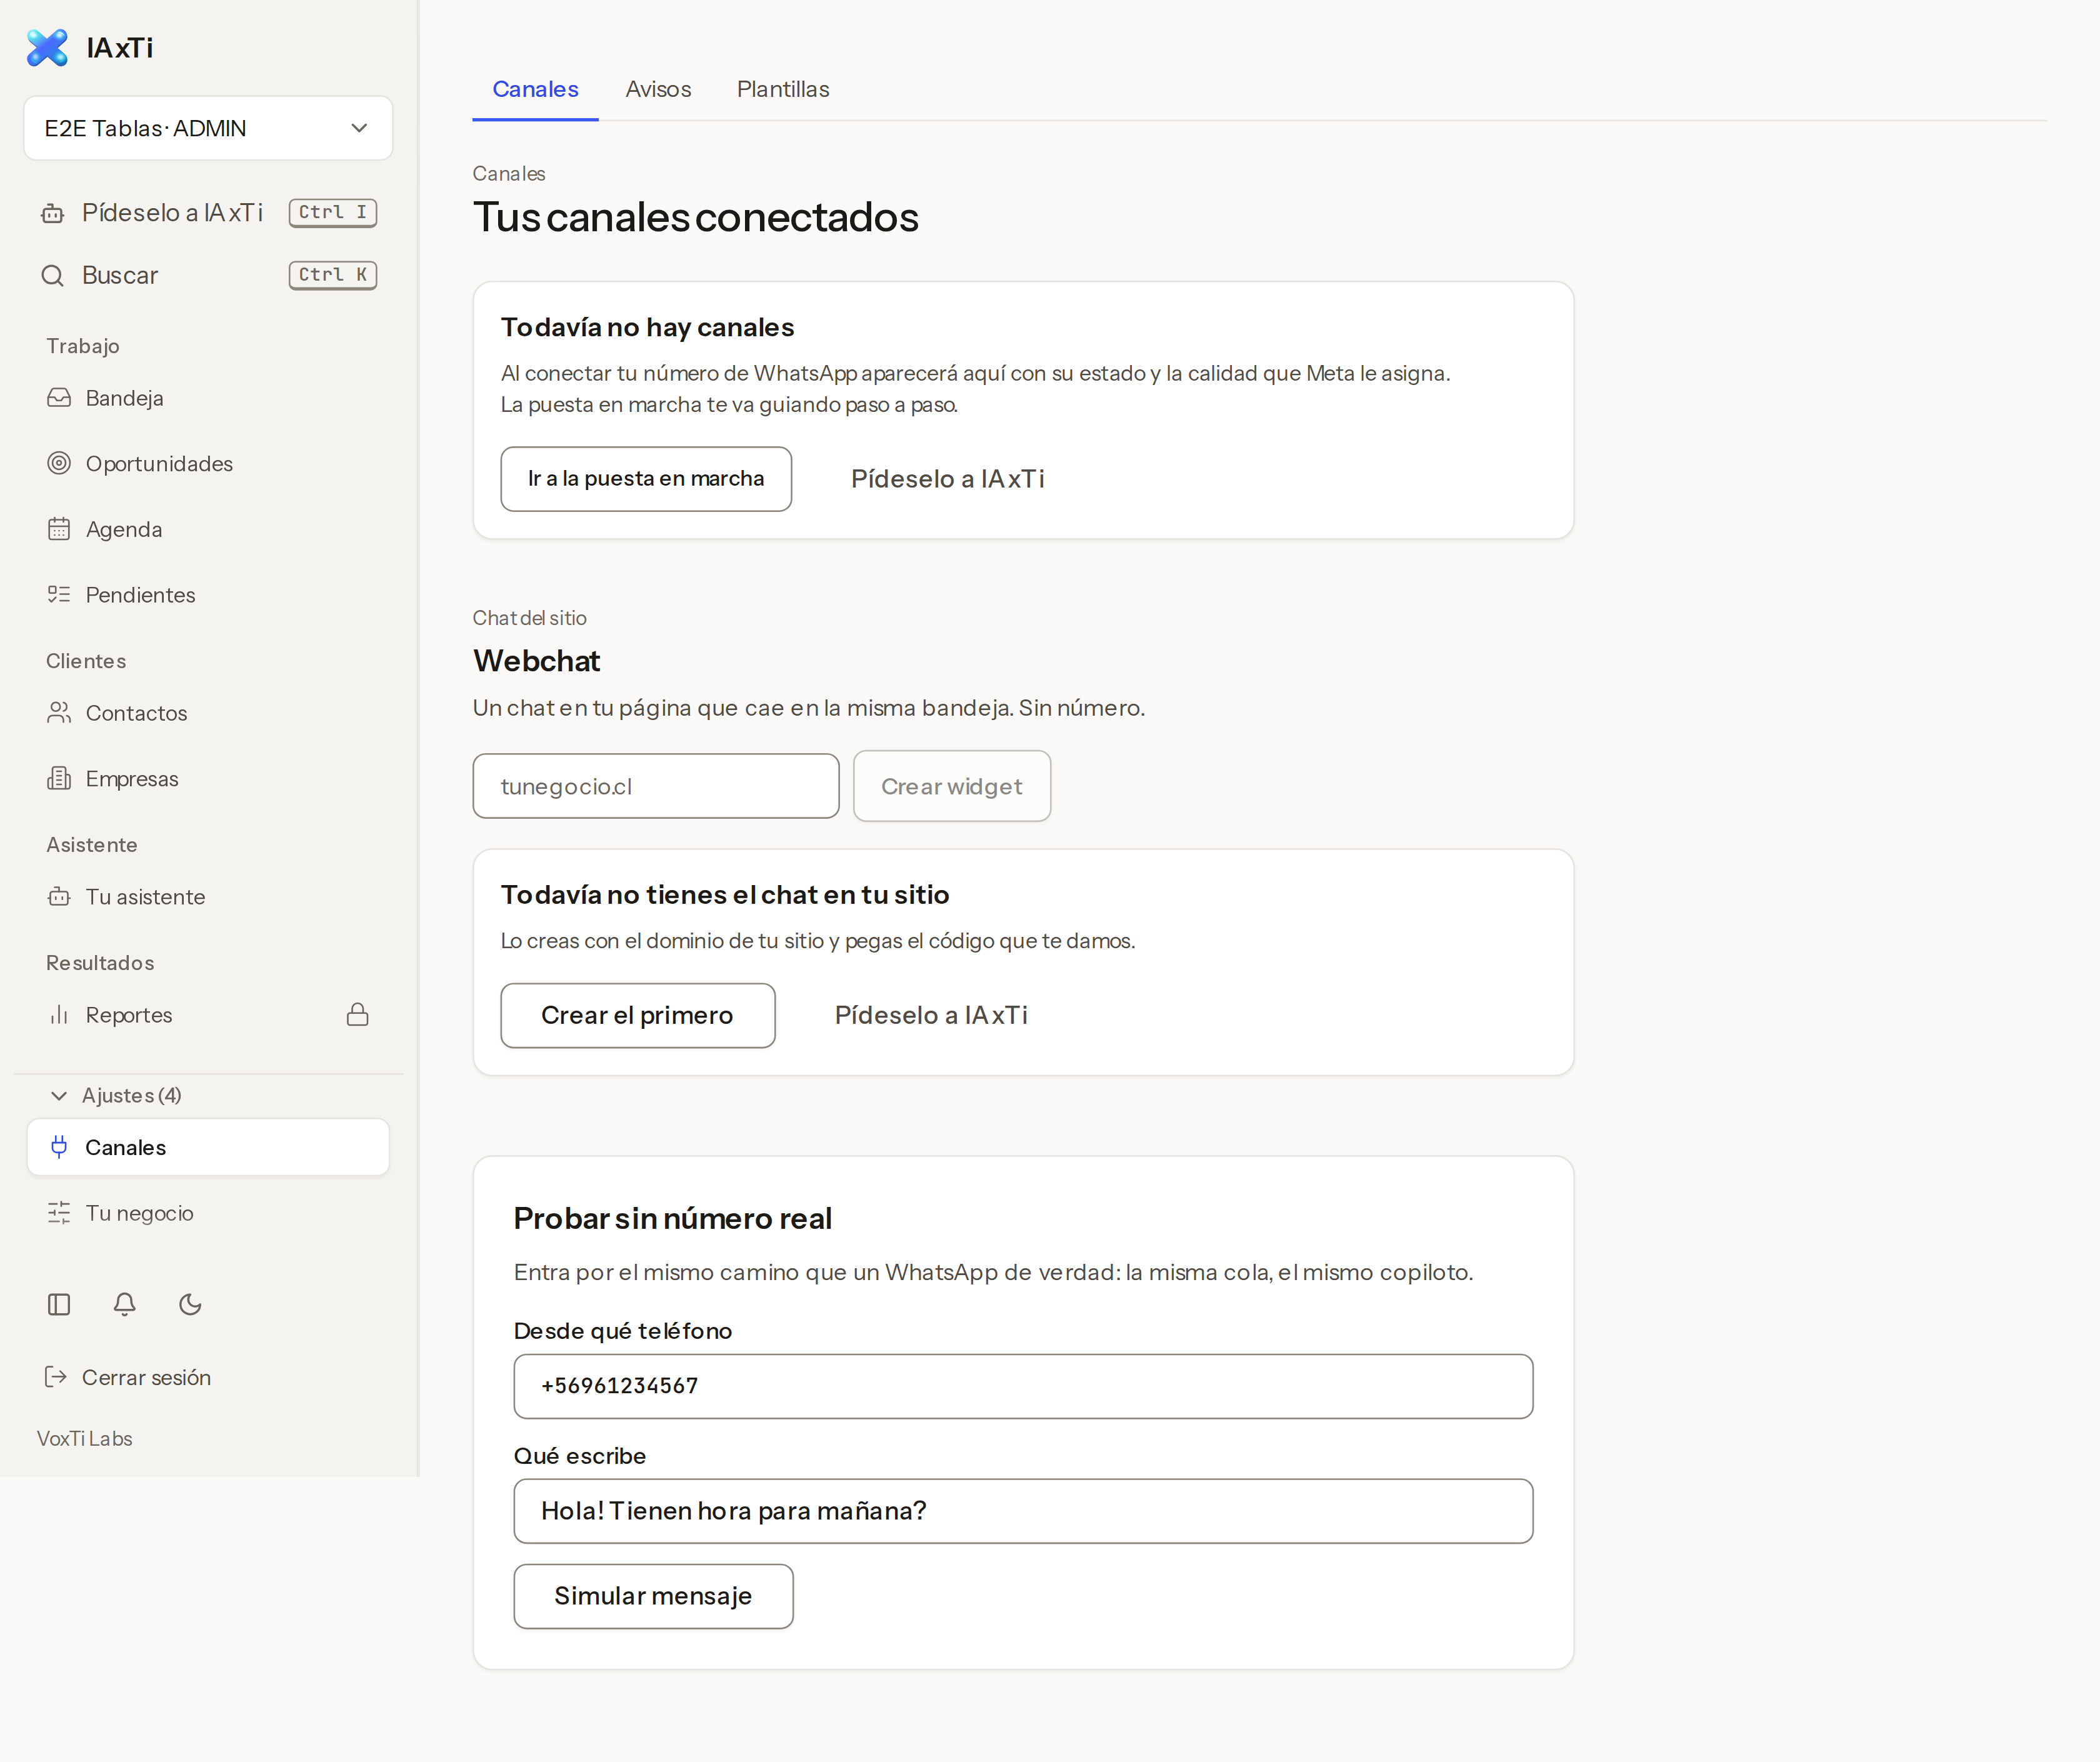 IAxTi
E2E Tablas · ADMIN
Pídeselo a IAxTi
Ctrl I
Buscar
Ctrl K
Trabajo
Bandeja
Oportunidades
Agenda
Pendientes
Clientes
Contactos
Empresas
Asistente
Tu asistente
Resultados
Reportes
Ajustes (4)
Canales
Tu negocio
Cerrar sesión
VoxTi Labs
Canales
Avisos
Plantillas
Canales
Tus canales conectados
Todavía no hay canales
Al conectar tu número de WhatsApp aparecerá aquí con su estado y la calidad que Meta le asigna.
La puesta en marcha te va guiando paso a paso.
Ir a la puesta en marcha
Pídeselo a IAxTi
Chat del sitio
Webchat
Un chat en tu página que cae en la misma bandeja. Sin número.
tunegocio.cl
Crear widget
Todavía no tienes el chat en tu sitio
Lo creas con el dominio de tu sitio y pegas el código que te damos.
Crear el primero
Pídeselo a IAxTi
Probar sin número real
Entra por el mismo camino que un WhatsApp de verdad: la misma cola, el mismo copiloto.
Desde qué teléfono
+56961234567
Qué escribe
Hola! Tienen hora para mañana?
Simular mensaje